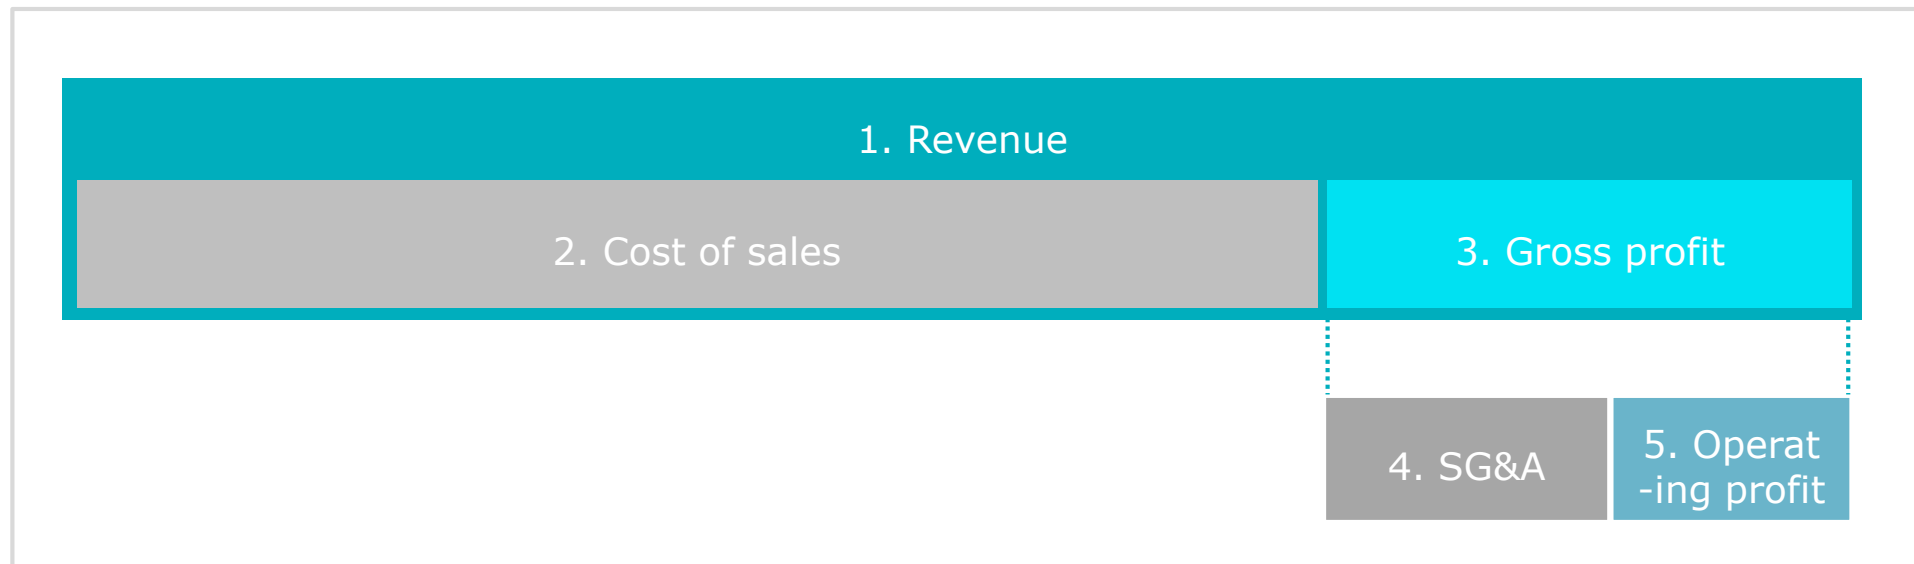 1. Revenue
2. Cost of sales
3. Gross profit
4. SG&A
5. Operat
-ing profit